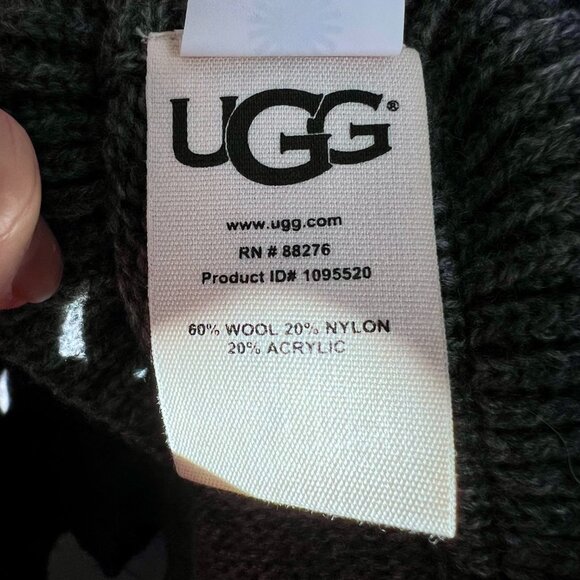 UGG®
www.ugg.com
RN # 88276
Product ID# 1095520
60% WOOL 20% NYLON
20% ACRYLIC